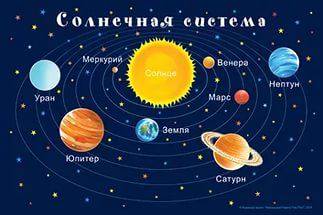 Солнечная система
Меркурий
Венера
Солнце
Уран
Марс
Нептун
Земля
Юпитер
Сатурн